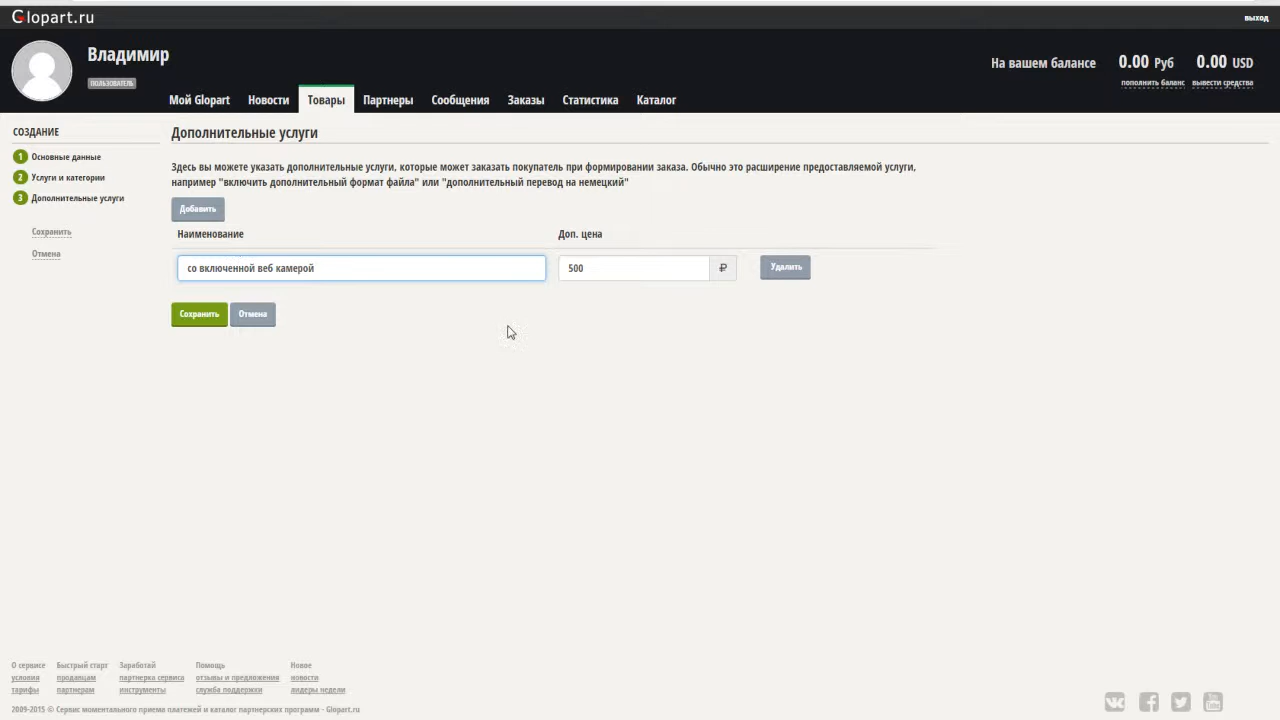 Glopart.ru
выход
Владимир
ПОЛЬЗОВАТЕЛЬ
На вашем балансе
0.00 Руб
0.00 USD
пополнить баланс
вывести средства
Мой Glopart
Новости
Товары
Партнеры
Сообщения
Заказы
Статистика
Каталог
СОЗДАНИЕ
1 Основные данные
2 Услуги и категории
3 Дополнительные услуги
Сохранить
Отмена
Дополнительные услуги
Здесь вы можете указать дополнительные услуги, которые может заказать покупатель при формировании заказа. Обычно это расширение предоставляемой услуги,
например "включить дополнительный формат файла" или "дополнительный перевод на немецкий"
Добавить
Наименование
Доп. цена
со включенной веб камерой
500
₽
Удалить
Сохранить
Отмена
О сервисе
условия
тарифы
Быстрый старт
продавцам
партнерам
Заработай
партнерка сервиса
инструменты
Помощь
отзывы и предложения
служба поддержки
Новое
новости
лидеры недели
2009-2015 © Сервис моментального приема платежей и каталог партнерских программ - Glopart.ru